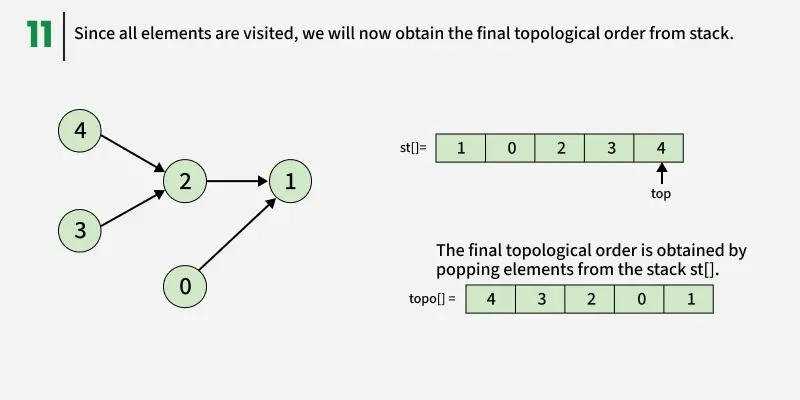 11
Since all elements are visited, we will now obtain the final topological order from stack.
4
2
1
3
0
st[]=
1 0 2 3 4
top
The final topological order is obtained by
popping elements from the stack st[].
topo[] =
4 3 2 0 1